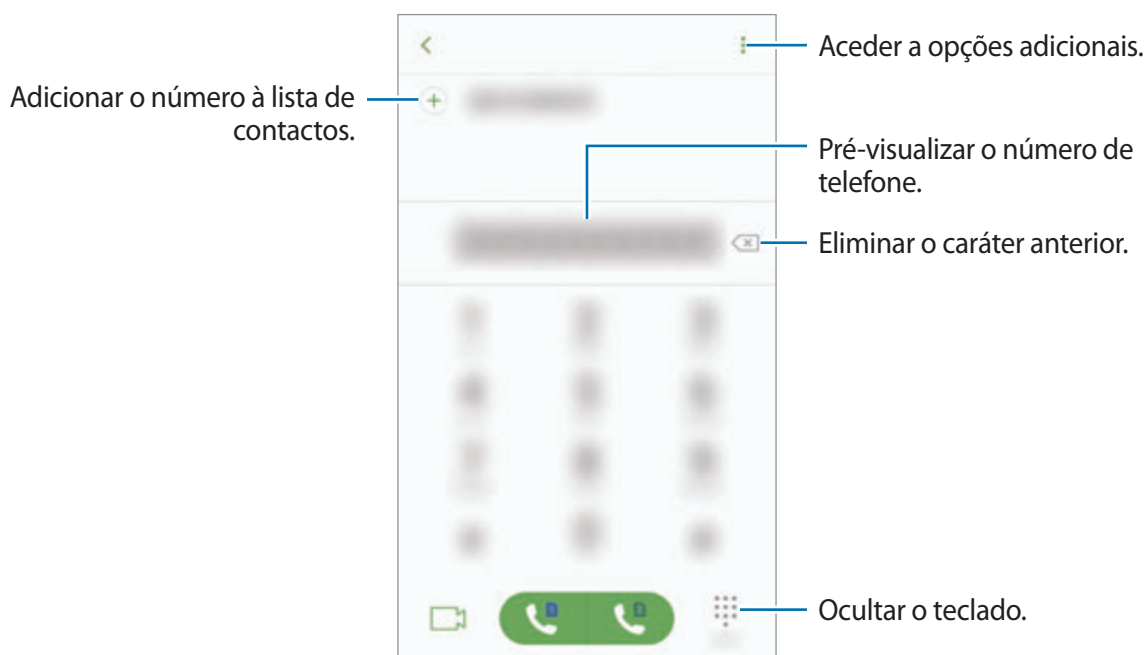 Aceder a opções adicionais.
Adicionar o número à lista de
contactos.
Pré-visualizar o número de
telefone.
Eliminar o caráter anterior.
Ocultar o teclado.